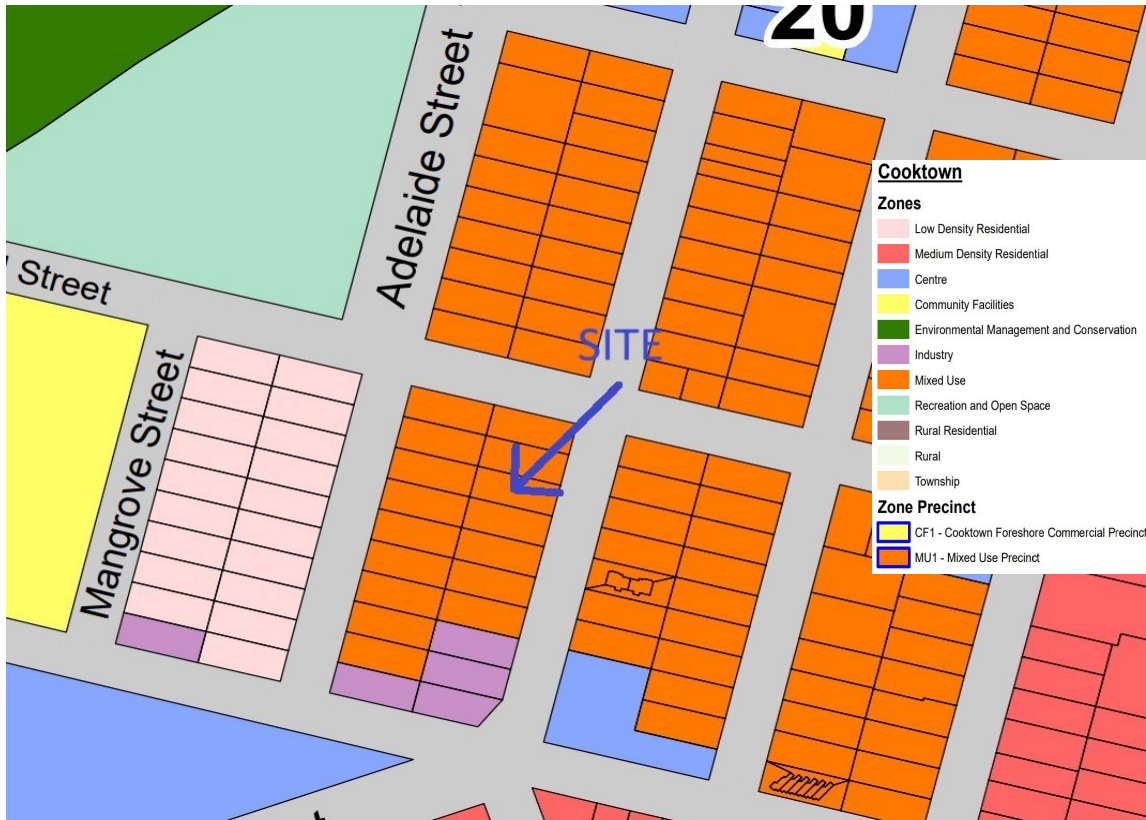 20
Adelaide Street
Street
Mangrove Street
SITE
Cooktown
Zones
Low Density Residential
Medium Density Residential
Centre
Community Facilities
Environmental Management and Conservation
Industry
Mixed Use
Recreation and Open Space
Rural Residential
Rural
Township
Zone Precinct
CF1 - Cooktown Foreshore Commercial Precinct
MU1 - Mixed Use Precinct